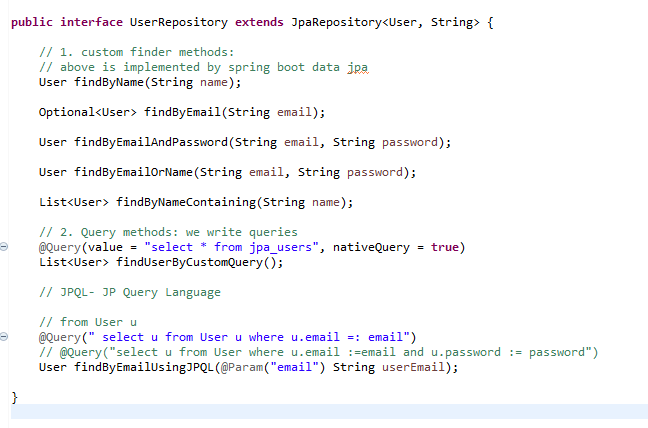 public interface UserRepository extends JpaRepository<User, String> {
// 1. custom finder methods:
// above is implemented by spring boot data jpa
User findByName(String name);
Optional<User> findByEmail(String email);
User findByEmailAndPassword(String email, String password);
User findByEmailOrName(String email, String password);
List<User> findByNameContaining(String name);
// 2. Query methods: we write queries
@Query(value = "select * from jpa_users", nativeQuery = true)
List<User> findUserByCustomQuery();
// JPQL- JP Query Language
// from User u
@Query(" select u from User u where u.email =: email")
// @Query("select u from User where u.email :=email and u.password := password")
User findByEmailUsingJPQL(@Param("email") String userEmail);
}